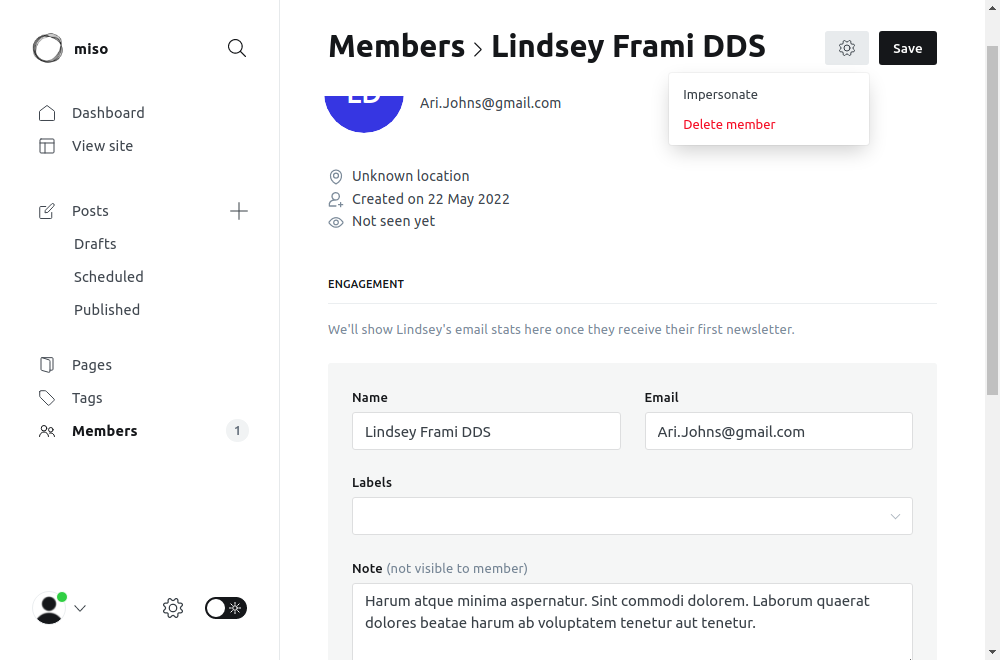 miso
Dashboard
View site
Posts
Drafts
Scheduled
Published
Pages
Tags
Members 1
Members > Lindsey Frami DDS
Save
Impersonate
Delete member
Ari.Johns@gmail.com
Unknown location
Created on 22 May 2022
Not seen yet
ENGAGEMENT
We'll show Lindsey's email stats here once they receive their first newsletter.
Name
Lindsey Frami DDS
Email
Ari.Johns@gmail.com
Labels
Note (not visible to member)
Harum atque minima aspernatur. Sint commodi dolorem. Laborum quaerat
dolores beatae harum ab voluptatem tenetur aut tenetur.